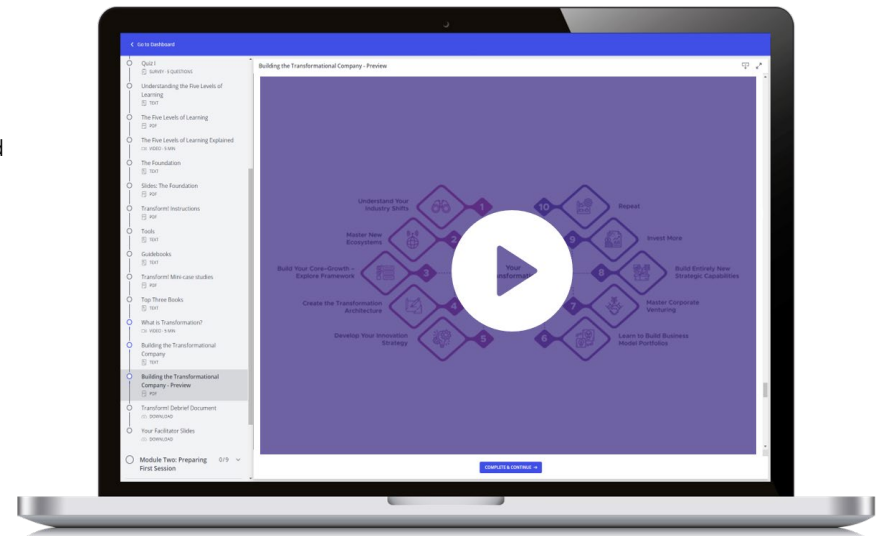 Go to Dashboard
Quiz I
SURVEY · 6 QUESTIONS
Understanding the Five Levels of
Learning
TEXT
The Five Levels of Learning
PDF
The Five Levels of Learning Explained
VIDEO · 6 MIN
The Foundation
TEXT
Slides: The Foundation
PDF
Transform! Instructions
PDF
Tools
TEXT
Guidebooks
TEXT
Transform! Mini-case studies
PDF
Top Three Books
TEXT
What is Transformation?
Building the Transformational
Company
TEXT
Building the Transformational
Company - Preview
PDF
Transform! Debrief Document
DOWNLOAD
Your Facilitator Slides
DOWNLOAD
Module Two: Preparing 0/9
First Session
Building the Transformational Company - Preview
Understand Your
Industry Shifts
1
Master New
Ecosystems
2
Build Your Core-Growth –
Explore Framework
3
Create the Transformation
Architecture
4
Develop Your Innovation
Strategy
5
Your
10
Repeat
9
Invest More
8
Build Entirely New
Strategic Capabilities
7
Master Corporate
Venturing
6
Learn to Build Business
Model Portfolios
COMPLETE & CONTINUE →